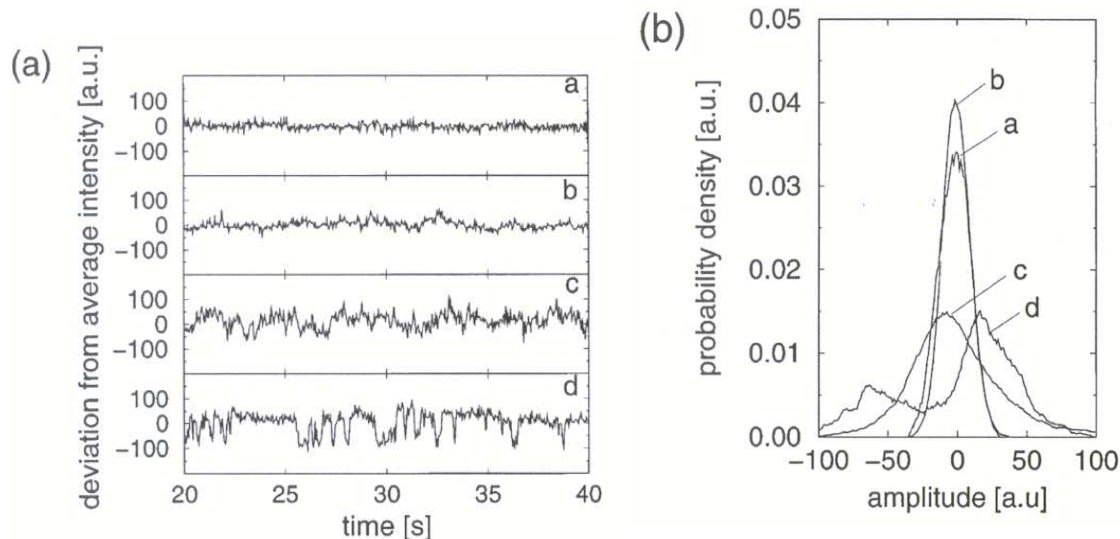 (a)
deviation from average intensity [a.u.]
a
100
0
−100
b
100
0
−100
c
100
0
−100
d
100
0
−100
20 25 30 35 40
time [s]
(b)
probability density [a.u.]
0.05
0.04
0.03
0.02
0.01
0.00
b
a
c
d
−100 −50 0 50 100
amplitude [a.u]